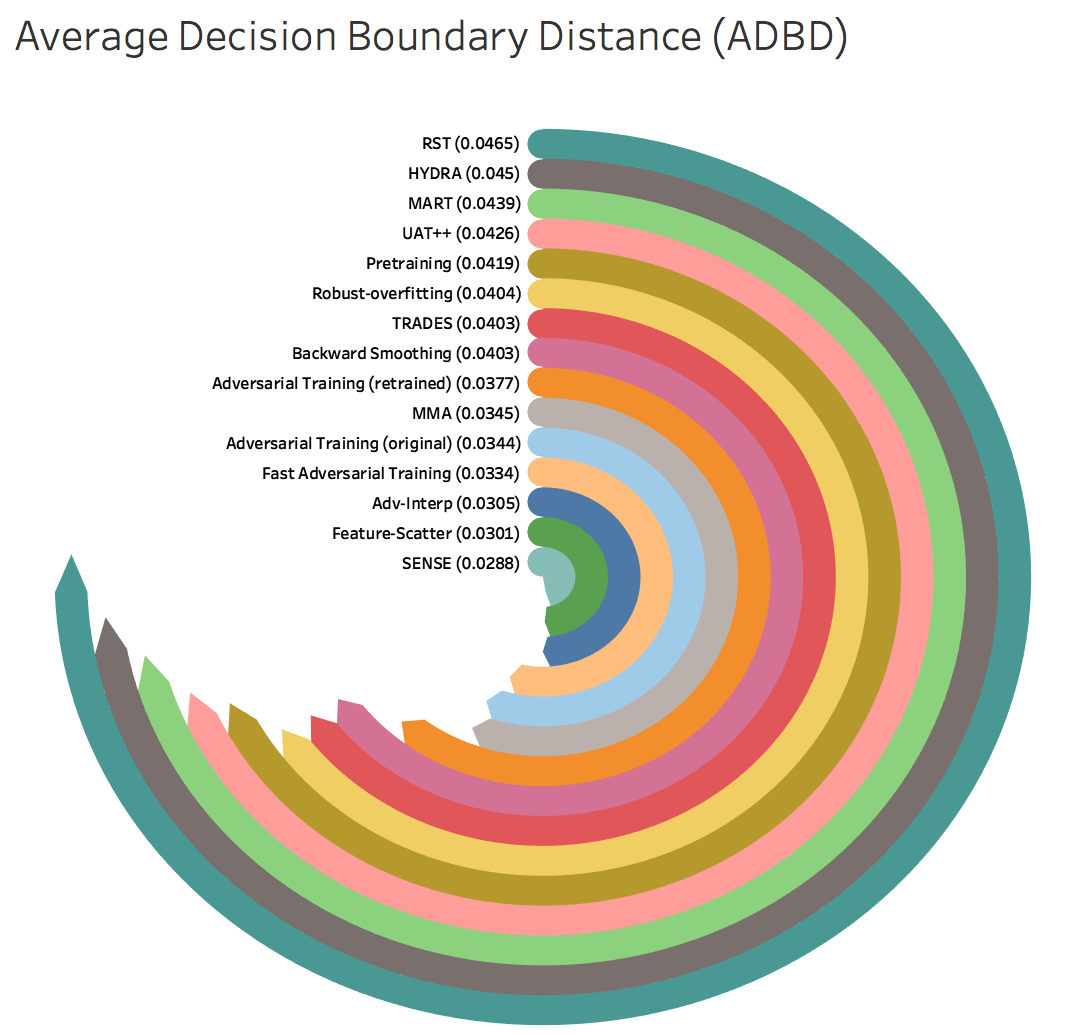 Average Decision Boundary Distance (ADBD)
RST (0.0465)
HYDRA (0.045)
MART (0.0439)
UAT++ (0.0426)
Pretraining (0.0419)
Robust-overfitting (0.0404)
TRADES (0.0403)
Backward Smoothing (0.0403)
Adversarial Training (retrained) (0.0377)
MMA (0.0345)
Adversarial Training (original) (0.0344)
Fast Adversarial Training (0.0334)
Adv-Interp (0.0305)
Feature-Scatter (0.0301)
SENSE (0.0288)